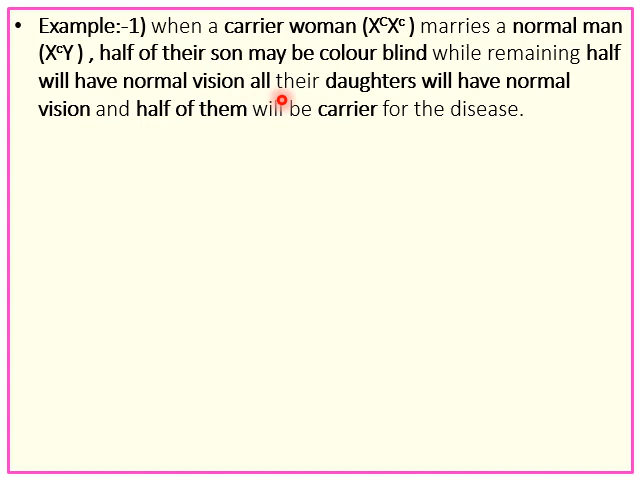 • Example:-1) when a carrier woman (XᶜXᶜ ) marries a normal man
(XᶜY ) , half of their son may be colour blind while remaining half
will have normal vision all their daughters will have normal
vision and half of them will be carrier for the disease.